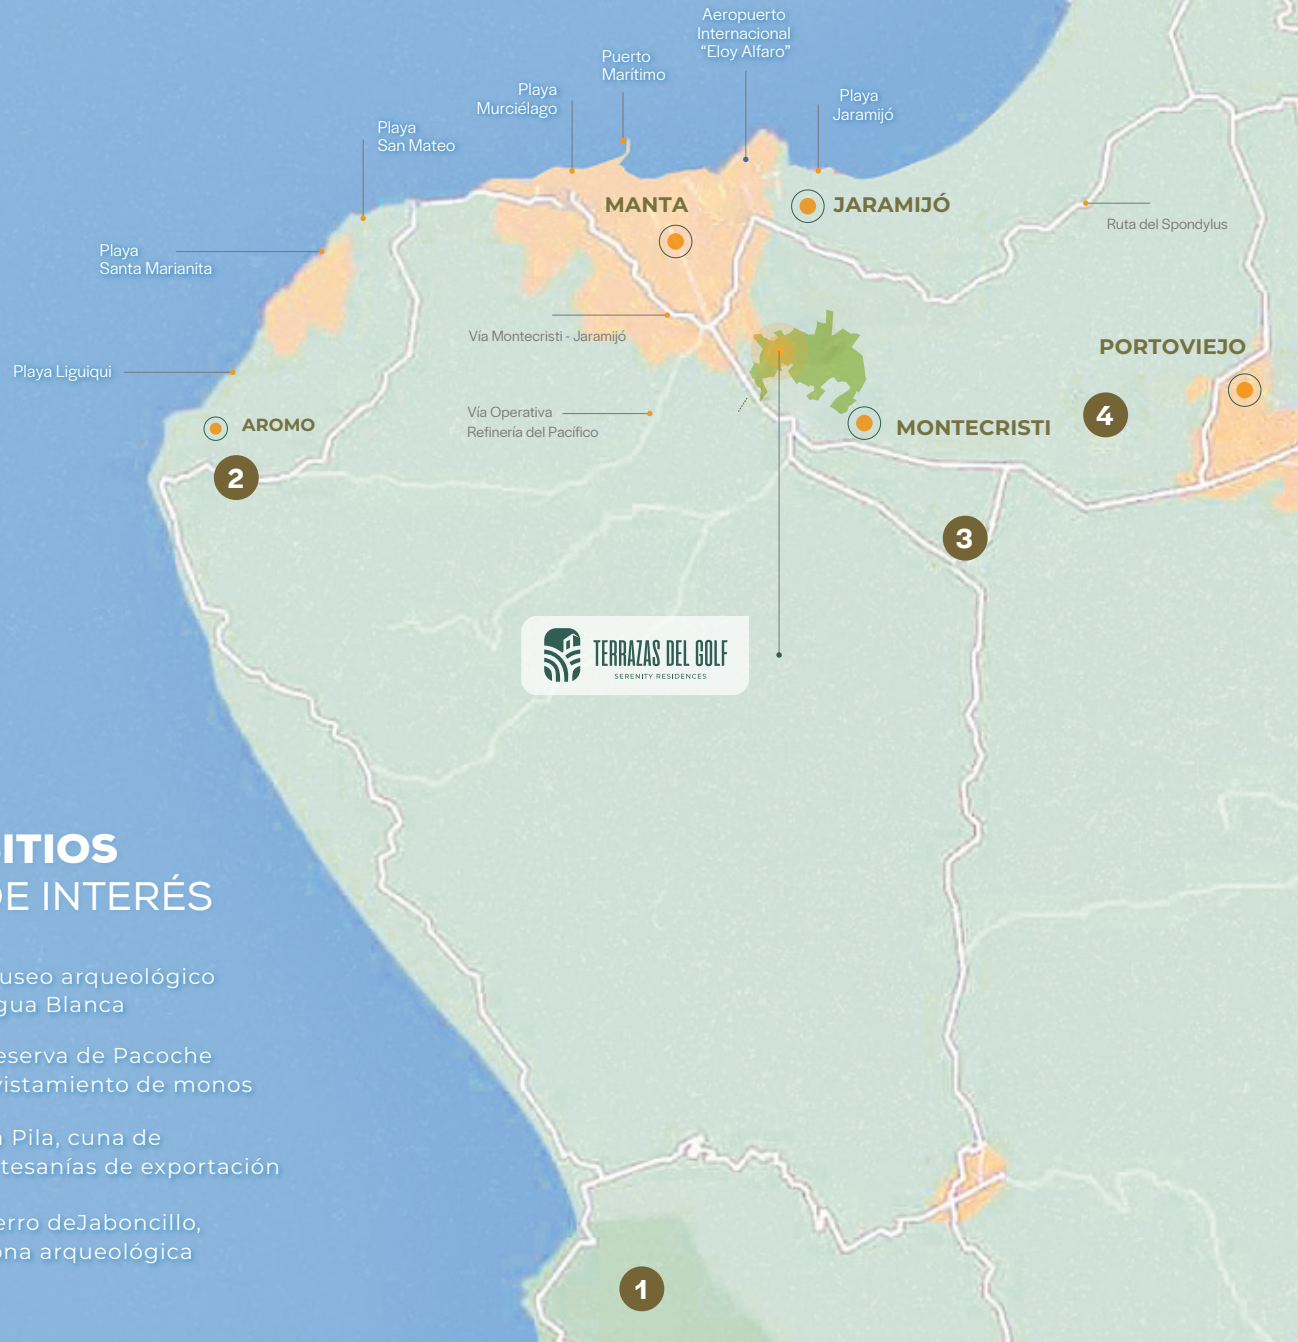 Aeropuerto
Internacional
“Eloy Alfaro”
Puerto
Marítimo
Playa
Murciélago
Playa
Jaramijó
Playa
San Mateo
MANTA
JARAMIJÓ
Ruta del Spondylus
Playa
Santa Marianita
Vía Montecristi - Jaramijó
PORTOVIEJO
Playa Liguiqui
Vía Operativa
Refinería del Pacífico
AROMO
MONTECRISTI
4
2
3
TERRAZAS DEL GOLF
SERENITY RESIDENCES
ITIOS
E INTERÉS
useo arqueológico
gua Blanca
eserva de Pacoche
vistamiento de monos
a Pila, cuna de
tesanías de exportación
erro deJaboncillo,
ona arqueológica
1